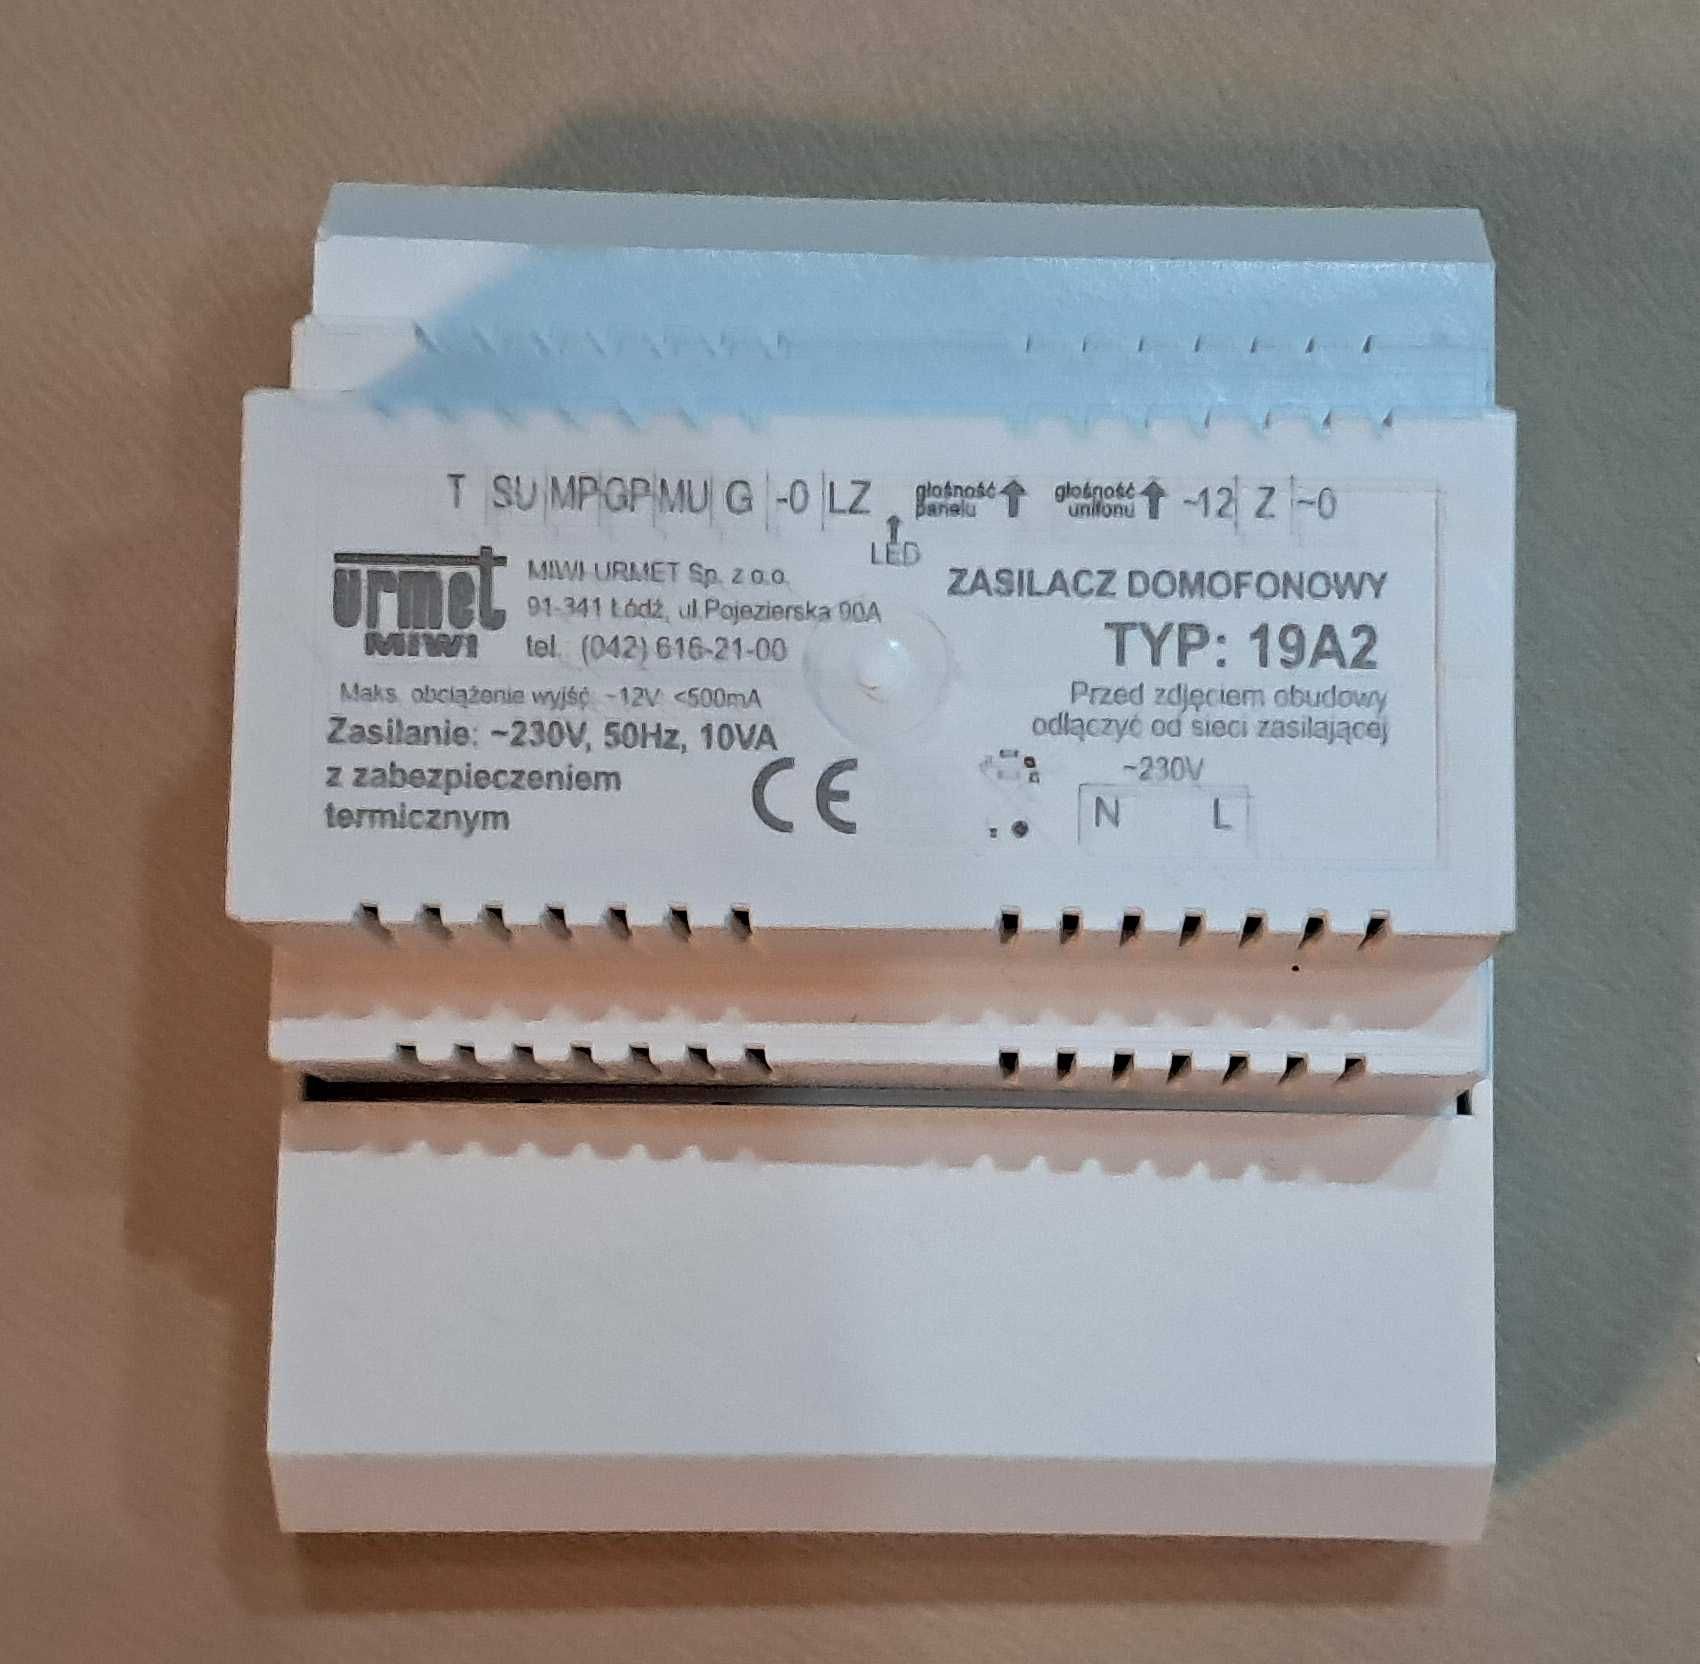 T SU MP GP MU G -0 LZ głośność panelu głośność unifonu ~12 Z ~0
LED
urmet
MIWI
MIWI-URMET Sp. z o.o.
91-341 Łódź, ul.Pojezierska 90A
tel.: (042) 616-21-00
Maks. obciążenie wyjść: ~12V: <500mA
Zasilanie: ~230V, 50Hz, 10VA
z zabezpieczeniem
termicznym
CE
ZASILACZ DOMOFONOWY
TYP: 19A2
Przed zdjęciem obudowy
odłączyć od sieci zasilającej
~230V
N L